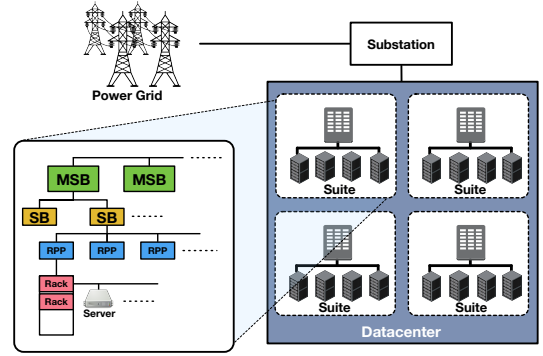 Substation
Power Grid
Suite
Suite
MSB
MSB
SB
SB
RPP
RPP
RPP
Rack
Rack
Server
Suite
Suite
Datacenter